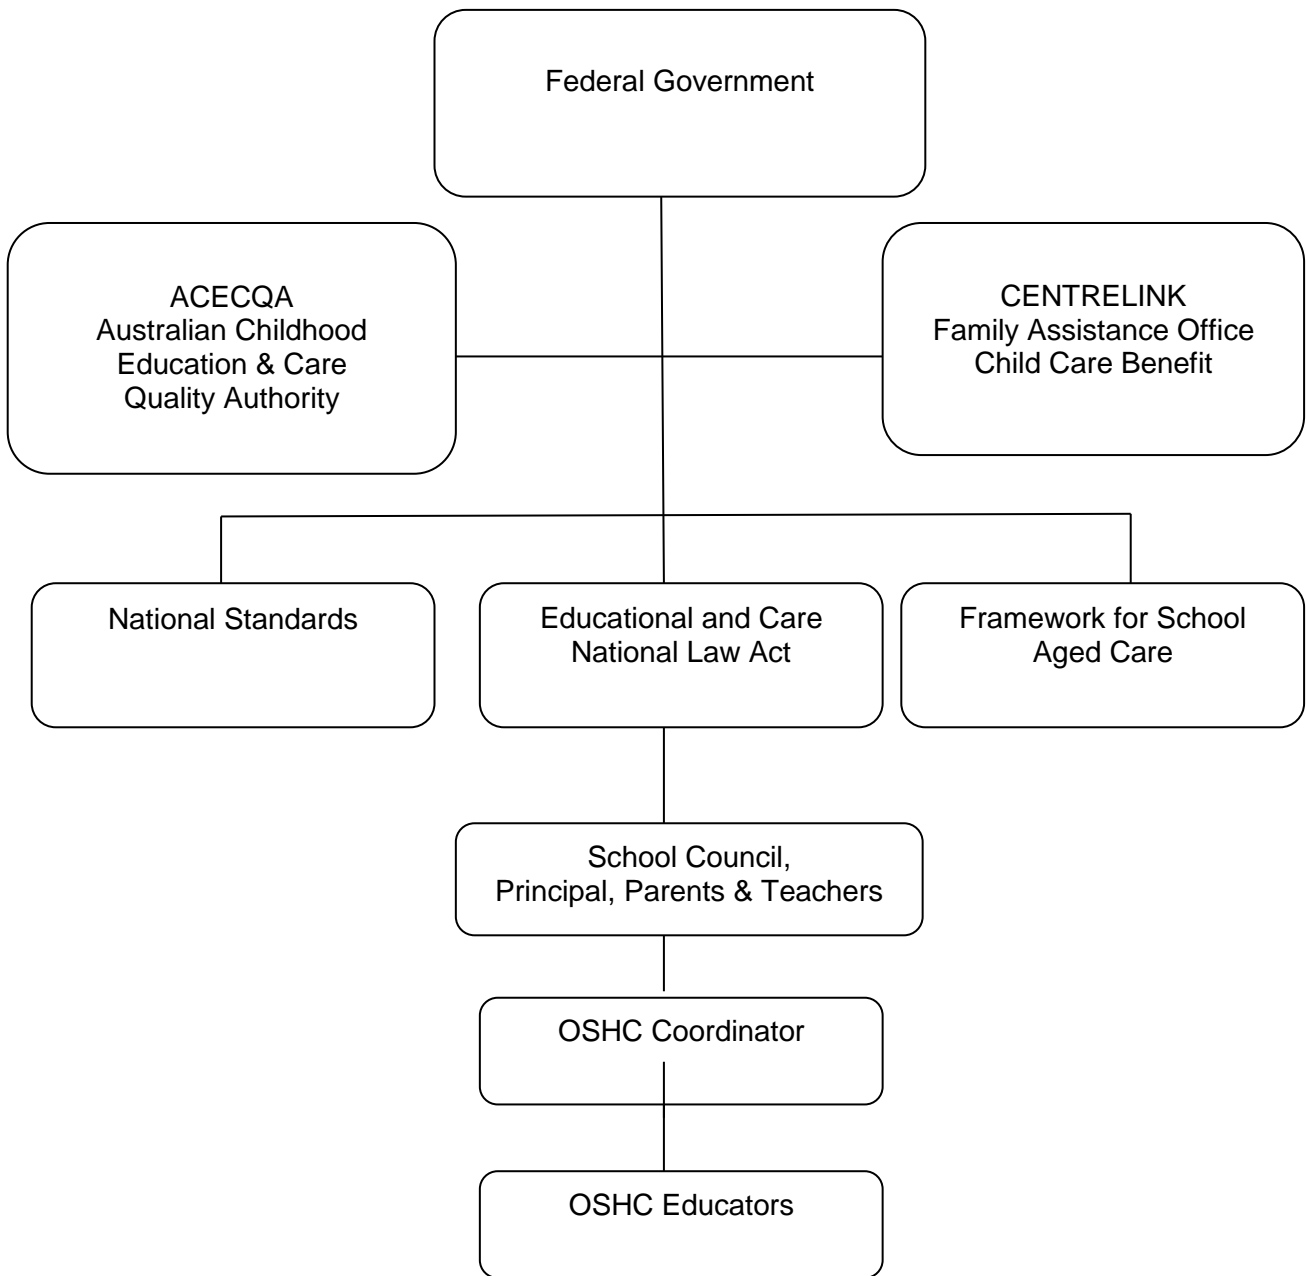 Federal Government
ACECQA
Australian Childhood
Education & Care
Quality Authority
CENTRELINK
Family Assistance Office
Child Care Benefit
National Standards
Educational and Care
National Law Act
Framework for School
Aged Care
School Council,
Principal, Parents & Teachers
OSHC Coordinator
OSHC Educators